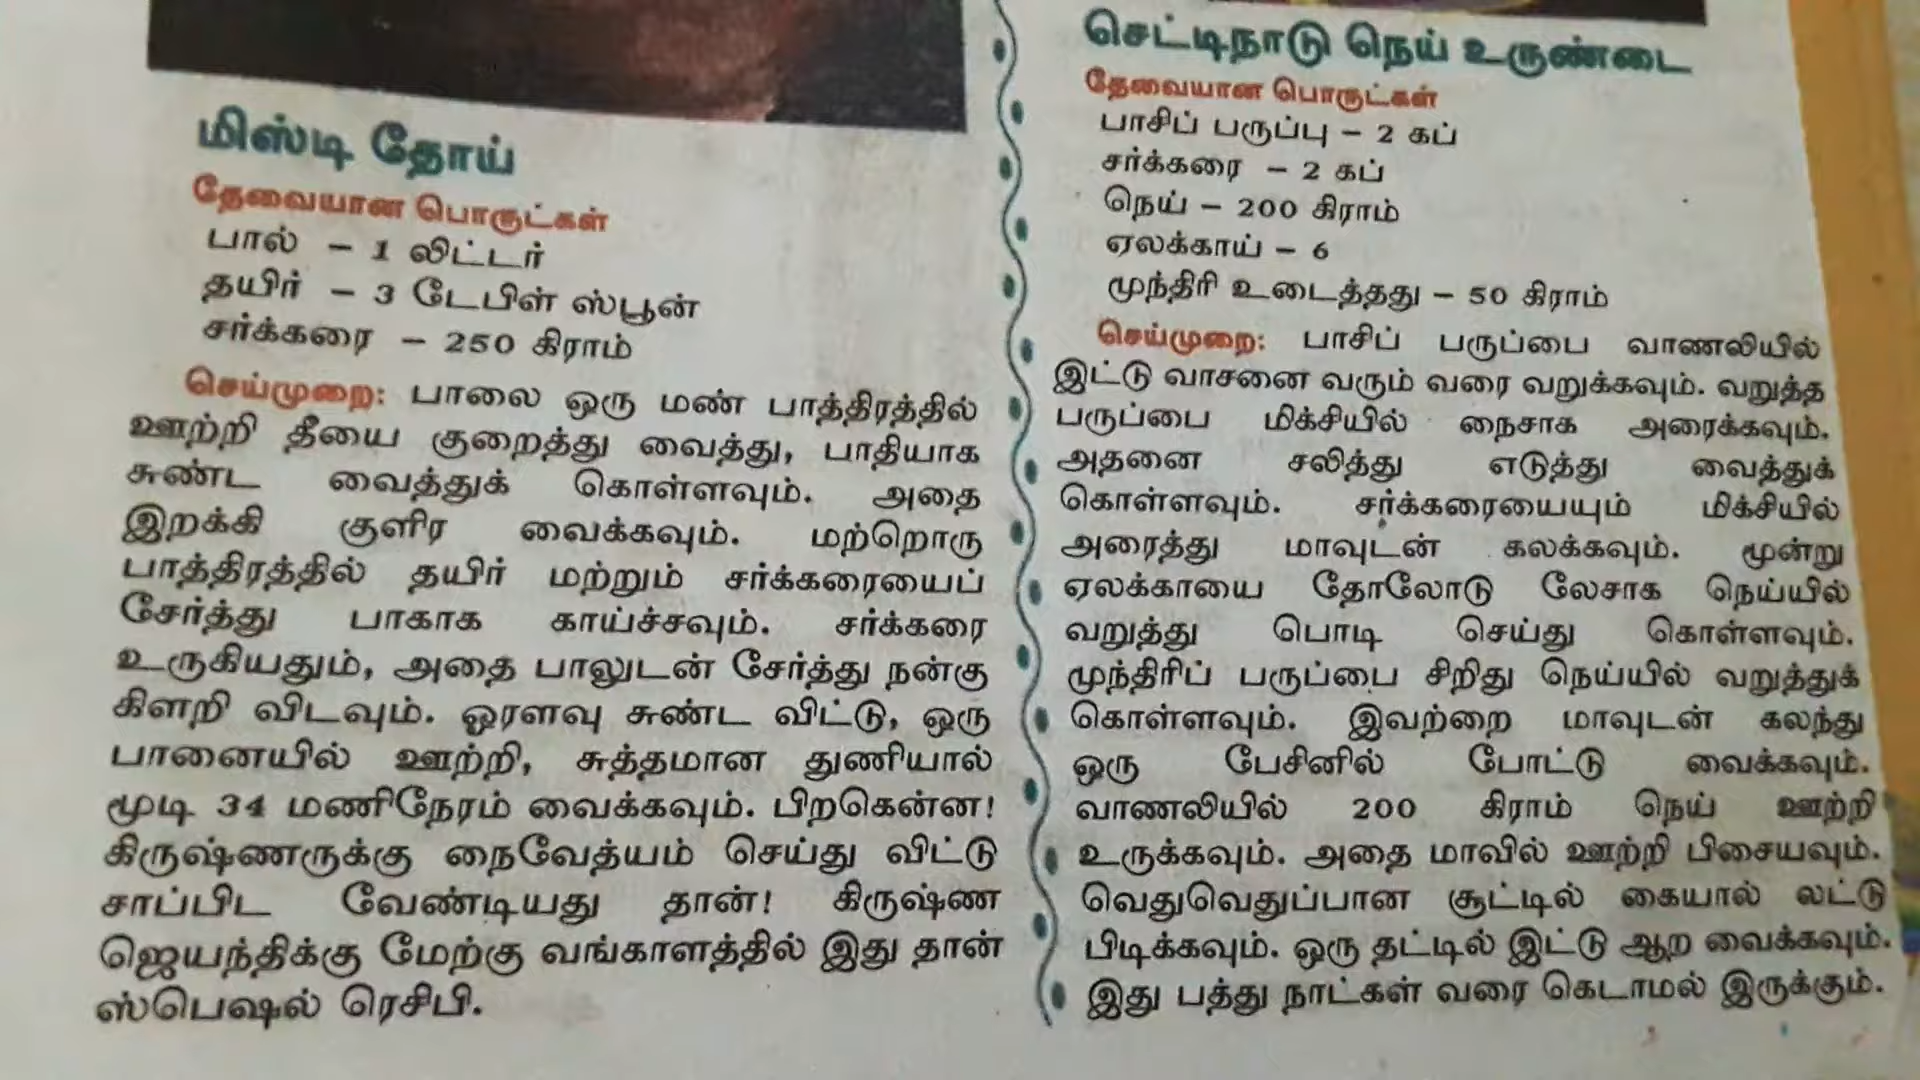 மிஸ்டி தோய்
தேவையான பொருட்கள்
பால் – 1 லிட்டர்
தயிர் – 3 டேபிள் ஸ்பூன்
சர்க்கரை – 250 கிராம்
செய்முறை: பாலை ஒரு மண் பாத்திரத்தில்
ஊற்றி தீயை குறைத்து வைத்து, பாதியாக
சுண்ட வைத்துக் கொள்ளவும். அதை
இறக்கி குளிர வைக்கவும். மற்றொரு
பாத்திரத்தில் தயிர் மற்றும் சர்க்கரையைப்
சேர்த்து பாகாக காய்ச்சவும். சர்க்கரை
உருகியதும், அதை பாலுடன் சேர்த்து நன்கு
கிளறி விடவும். ஓரளவு சுண்ட விட்டு, ஒரு
பானையில் ஊற்றி, சுத்தமான துணியால்
மூடி 34 மணிநேரம் வைக்கவும். பிறகென்ன!
கிருஷ்ணருக்கு நைவேத்யம் செய்து விட்டு
சாப்பிட வேண்டியது தான்! கிருஷ்ண
ஜெயந்திக்கு மேற்கு வங்காளத்தில் இது தான்
ஸ்பெஷல் ரெசிபி.
செட்டிநாடு நெய் உருண்டை
தேவையான பொருட்கள்
பாசிப் பருப்பு – 2 கப்
சர்க்கரை – 2 கப்
நெய் – 200 கிராம்
ஏலக்காய் – 6
முந்திரி உடைத்தது – 50 கிராம்
செய்முறை: பாசிப் பருப்பை வாணலியில்
இட்டு வாசனை வரும் வரை வறுக்கவும். வறுத்த
பருப்பை மிக்சியில் நைசாக அரைக்கவும்.
அதனை சலித்து எடுத்து வைத்துக்
கொள்ளவும். சர்க்கரையையும் மிக்சியில்
அரைத்து மாவுடன் கலக்கவும். மூன்று
ஏலக்காயை தோலோடு லேசாக நெய்யில்
வறுத்து பொடி செய்து கொள்ளவும்.
முந்திரிப் பருப்பை சிறிது நெய்யில் வறுத்துக்
கொள்ளவும். இவற்றை மாவுடன் கலந்து
ஒரு பேசினில் போட்டு வைக்கவும்.
வாணலியில் 200 கிராம் நெய் ஊற்றி
உருக்கவும். அதை மாவில் ஊற்றி பிசையவும்.
வெதுவெதுப்பான சூட்டில் கையால் லட்டு
பிடிக்கவும். ஒரு தட்டில் இட்டு ஆற வைக்கவும்.
இது பத்து நாட்கள் வரை கெடாமல் இருக்கும்.